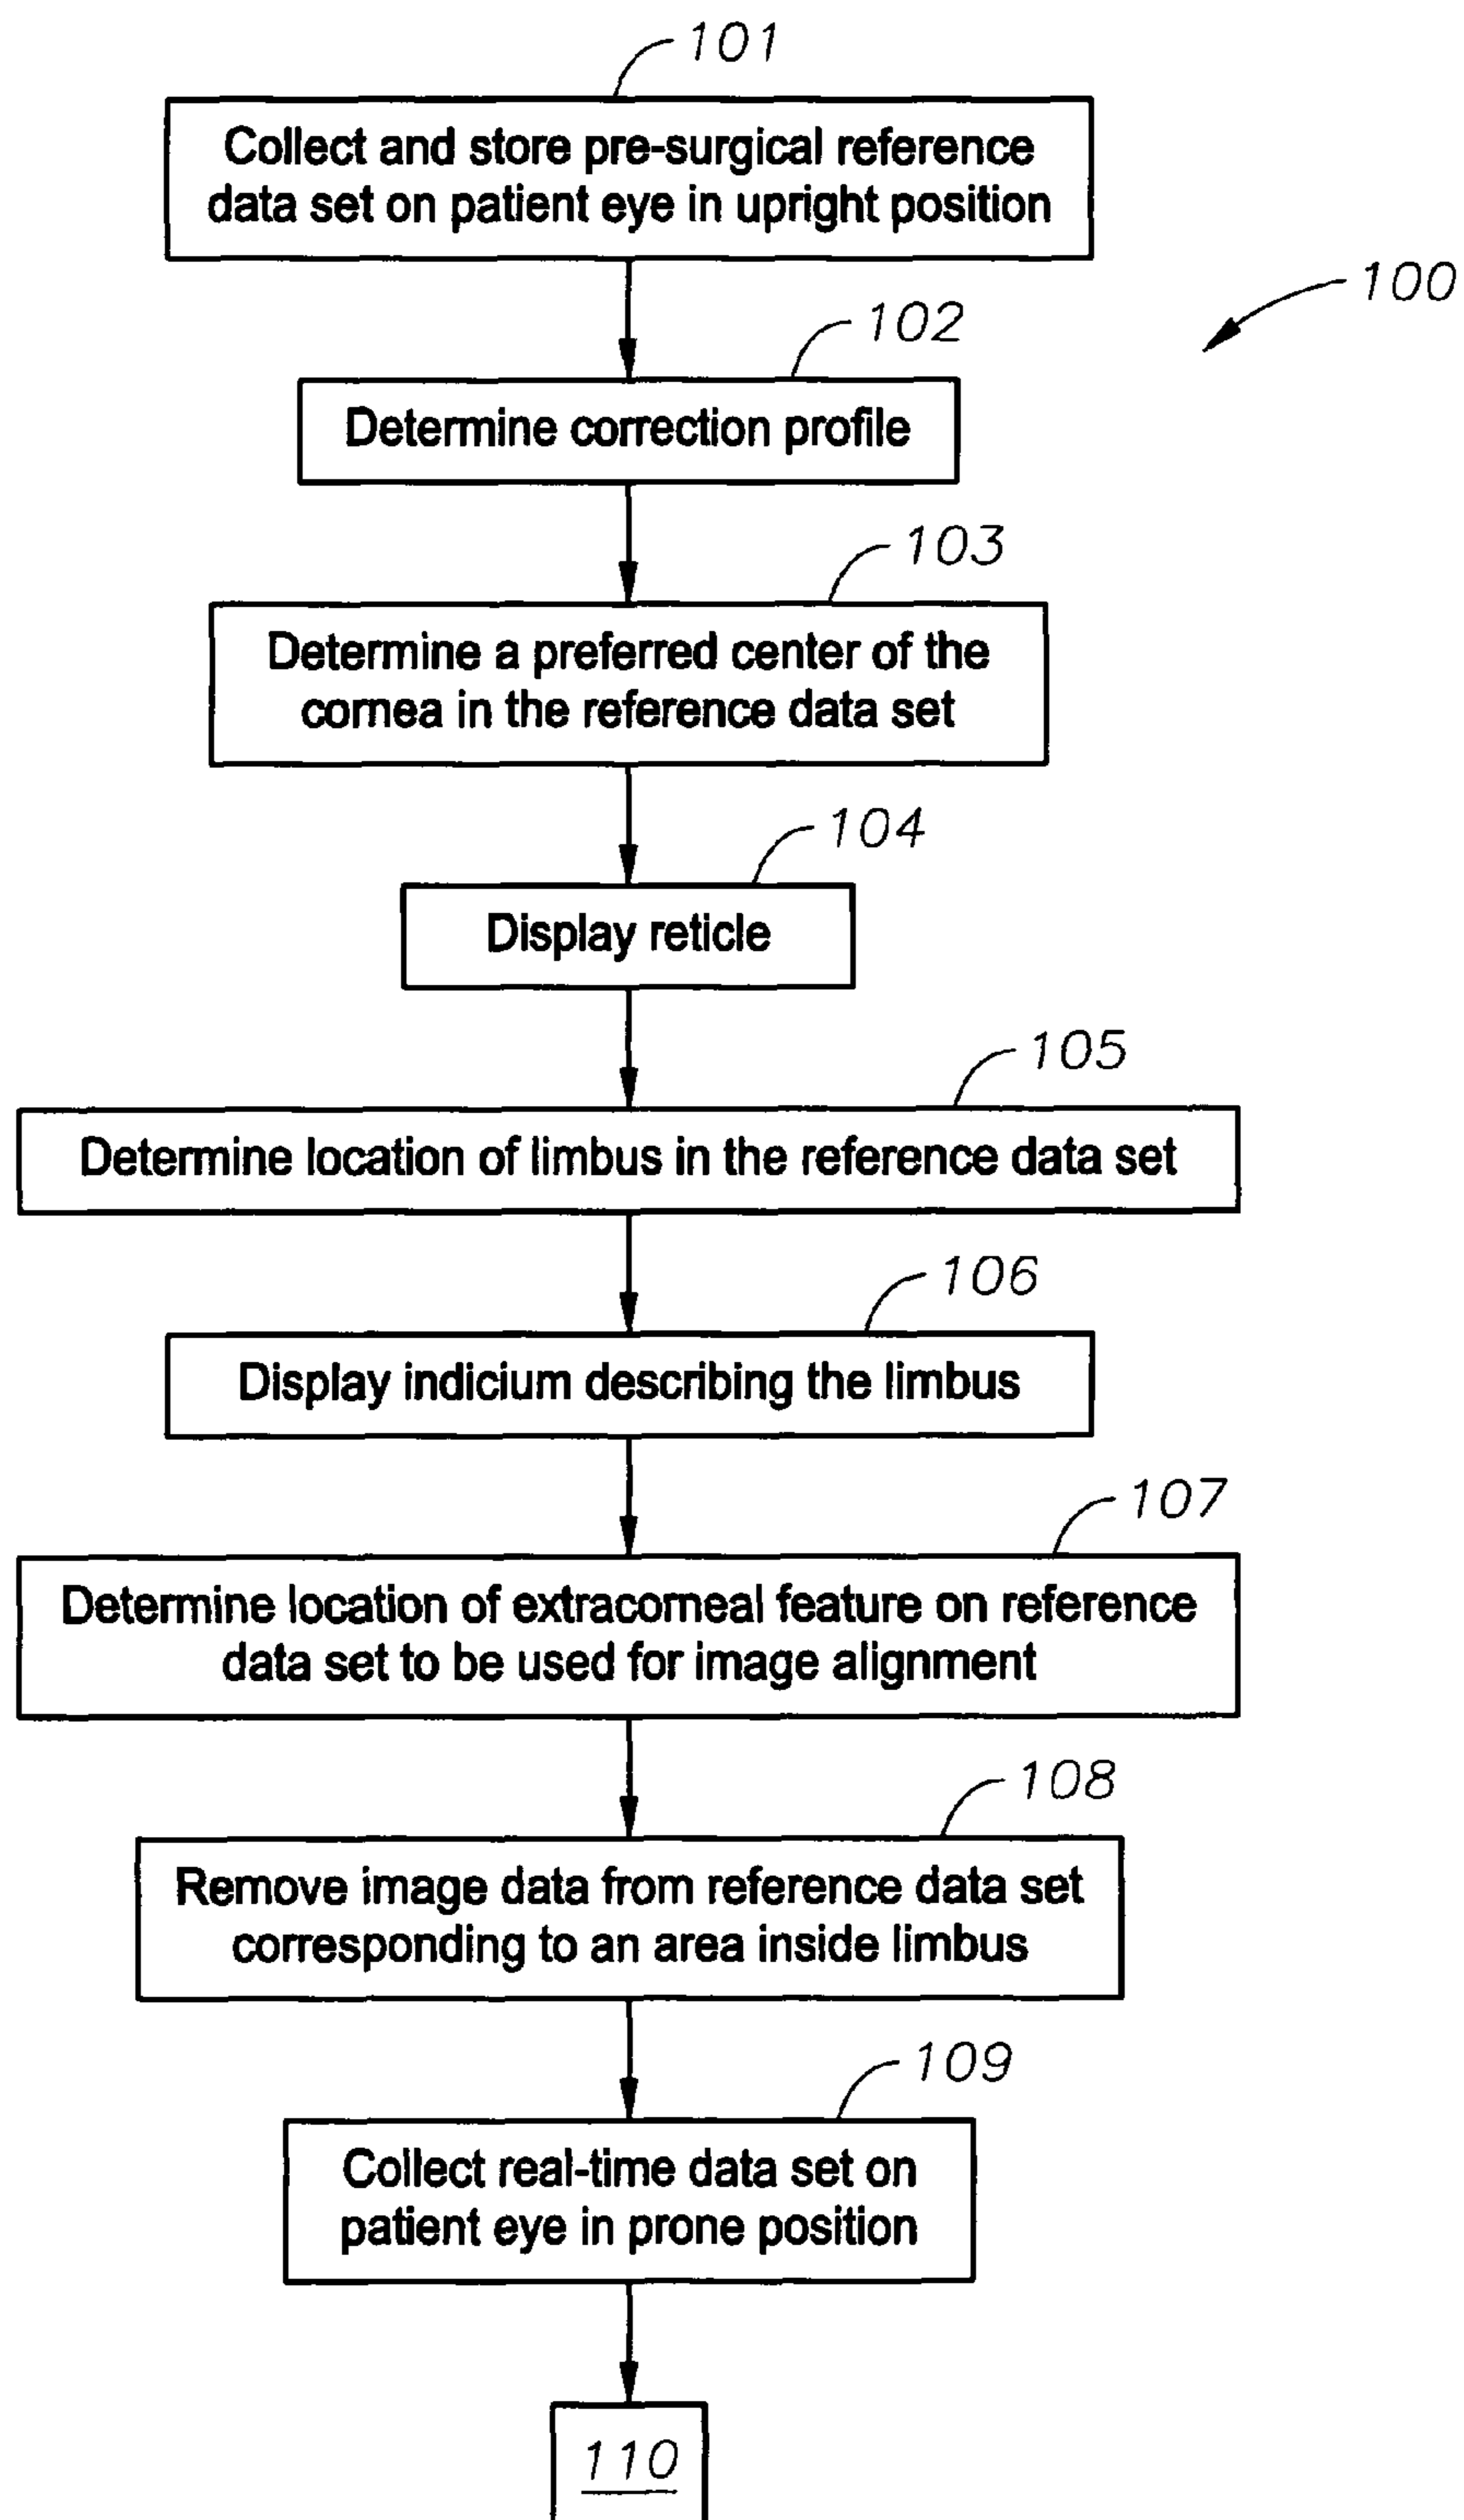 101
Collect and store pre-surgical reference
data set on patient eye in upright position
100
102
Determine correction profile
103
Determine a preferred center of the
cornea in the reference data set
104
Display reticle
105
Determine location of limbus in the reference data set
106
Display indicium describing the limbus
107
Determine location of extracorneal feature on reference
data set to be used for image alignment
108
Remove image data from reference data set
corresponding to an area inside limbus
109
Collect real-time data set on
patient eye in prone position
110